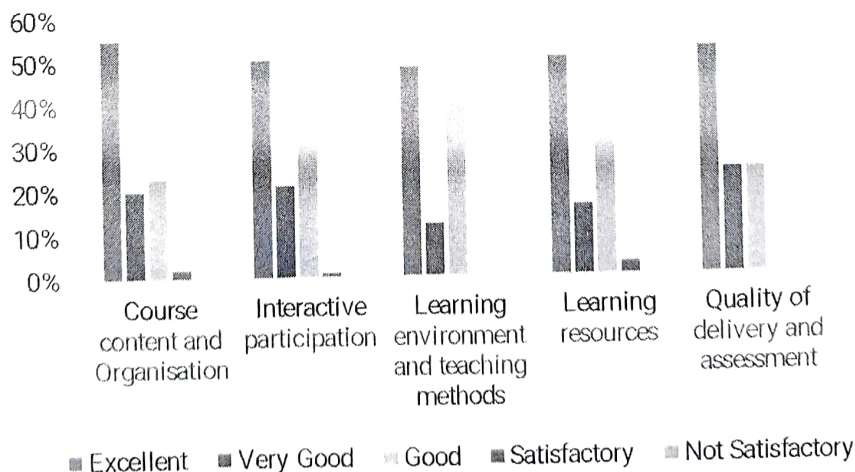 60%
50%
40%
30%
20%
10%
0%
Course
content and
Organisation
Interactive
participation
Learning
environment
and teaching
methods
Learning
resources
Quality of
delivery and
assessment
Excellent Very Good Good Satisfactory Not Satisfactory